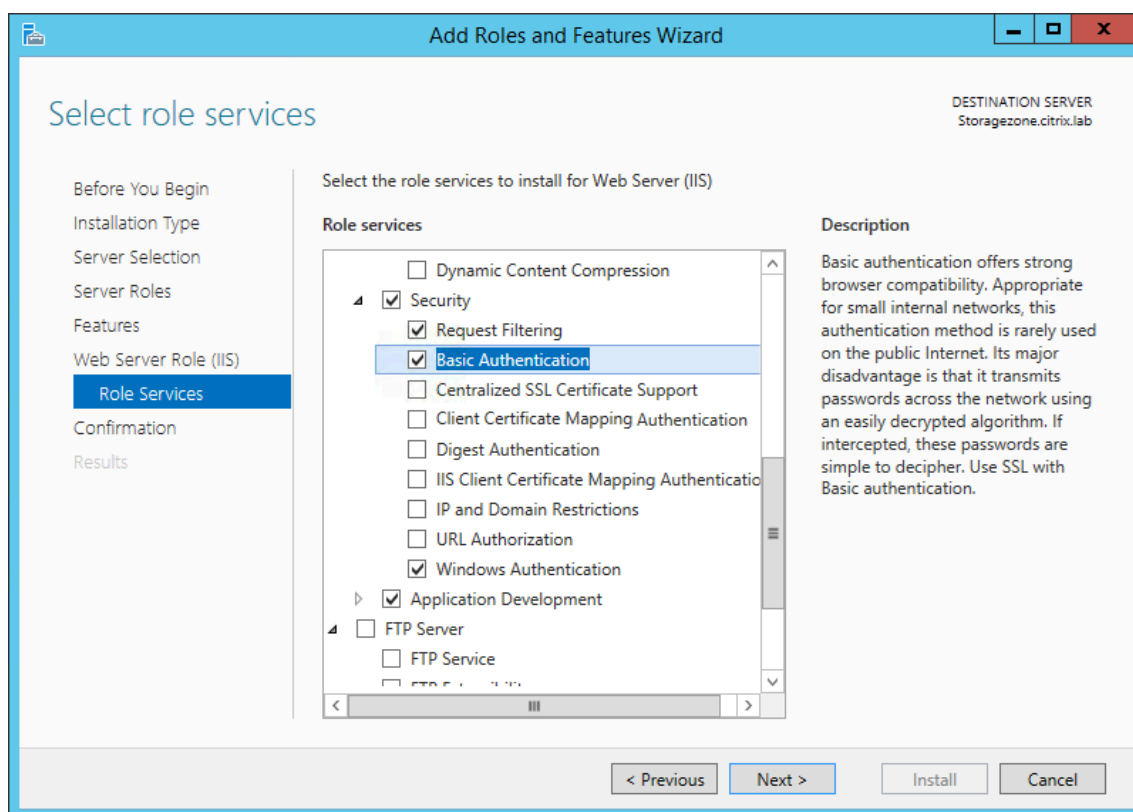 Add Roles and Features Wizard
Select role services
DESTINATION SERVER
Storagezone.citrix.lab
Before You Begin
Installation Type
Server Selection
Server Roles
Features
Web Server Role (IIS)
Role Services
Confirmation
Results
Select the role services to install for Web Server (IIS)
Role services
Dynamic Content Compression
Security
Request Filtering
Basic Authentication
Centralized SSL Certificate Support
Client Certificate Mapping Authentication
Digest Authentication
IIS Client Certificate Mapping Authenticatio
IP and Domain Restrictions
URL Authorization
Windows Authentication
Application Development
FTP Server
FTP Service
Description
Basic authentication offers strong
browser compatibility. Appropriate
for small internal networks, this
authentication method is rarely used
on the public Internet. Its major
disadvantage is that it transmits
passwords across the network using
an easily decrypted algorithm. If
intercepted, these passwords are
simple to decipher. Use SSL with
Basic authentication.
< Previous
Next >
Install
Cancel